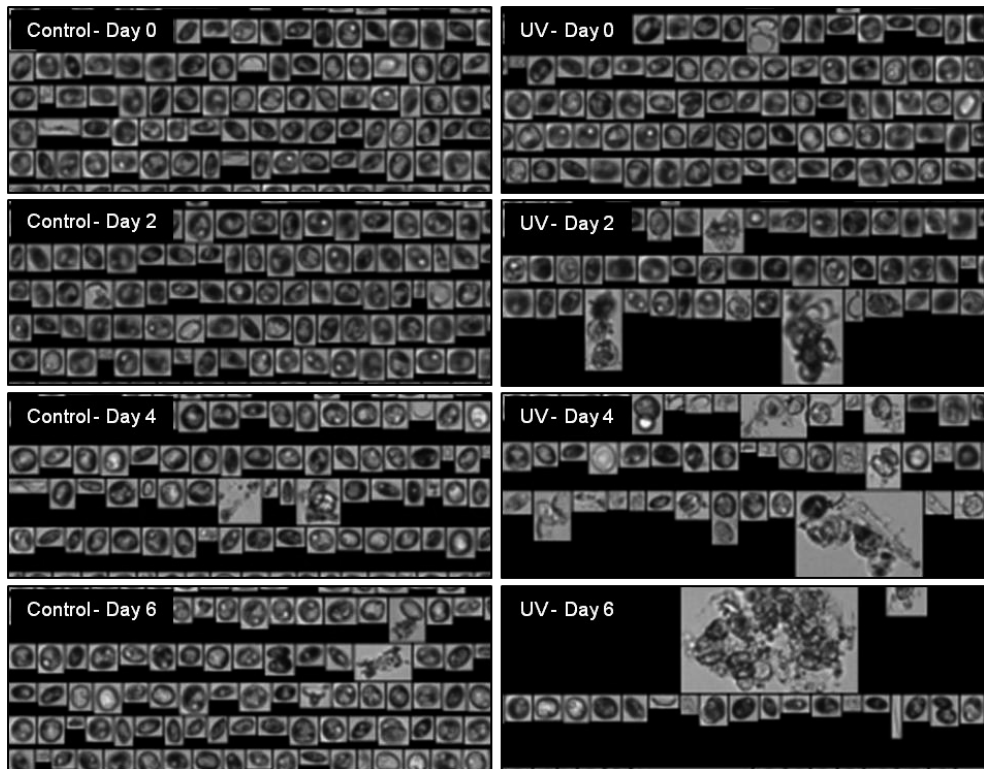 Control - Day 0
UV - Day 0
Control - Day 2
UV - Day 2
Control - Day 4
UV - Day 4
Control - Day 6
UV - Day 6